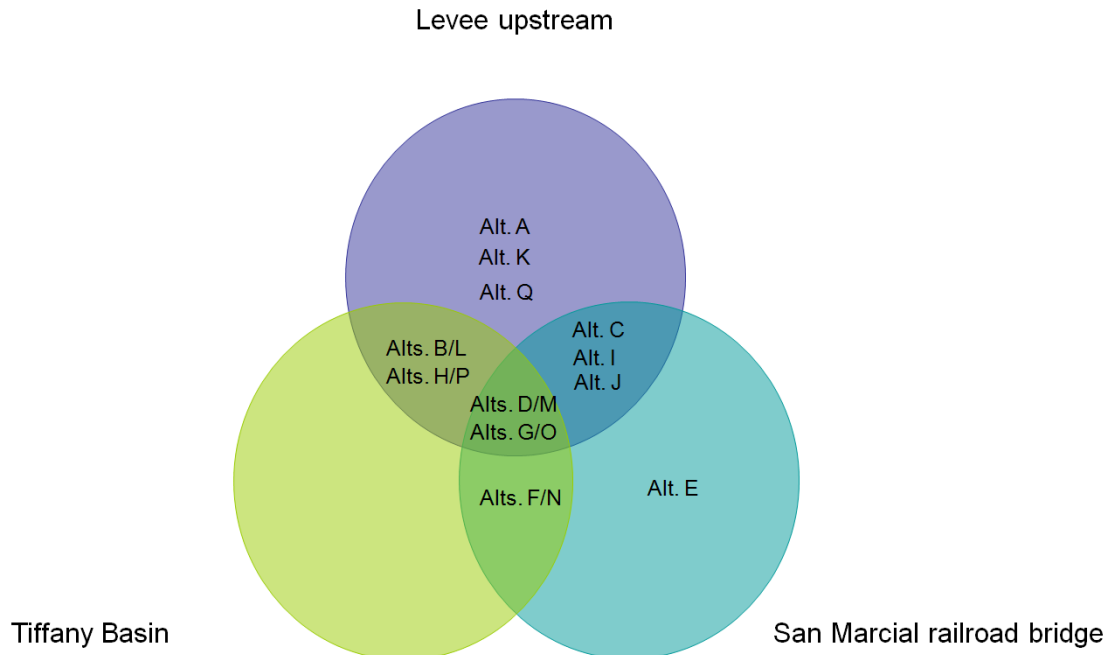 Levee upstream
Alt. A
Alt. K
Alt. Q
Alt. C
Alts. B/L
Alt. I
Alts. H/P
Alt. J
Alts. D/M
Alts. G/O
Alts. F/N
Alt. E
Tiffany Basin
San Marcial railroad bridge